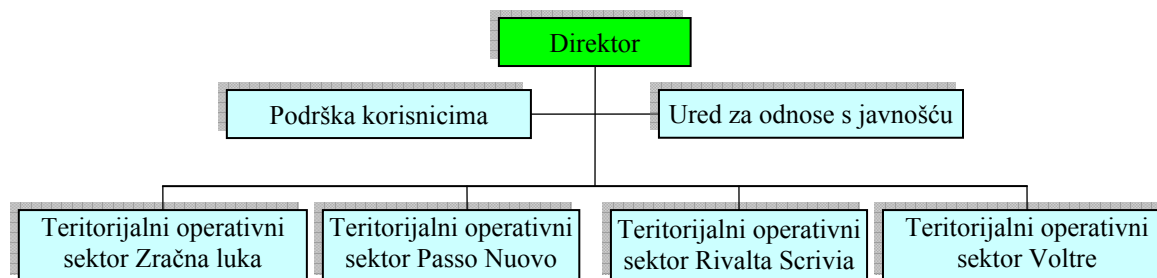 Direktor
Podrška korisnicima
Ured za odnose s javnošću
Teritorijalni operativni
sektor Zračna luka
Teritorijalni operativni
sektor Passo Nuovo
Teritorijalni operativni
sektor Rivalta Scrivia
Teritorijalni operativni
sektor Voltre